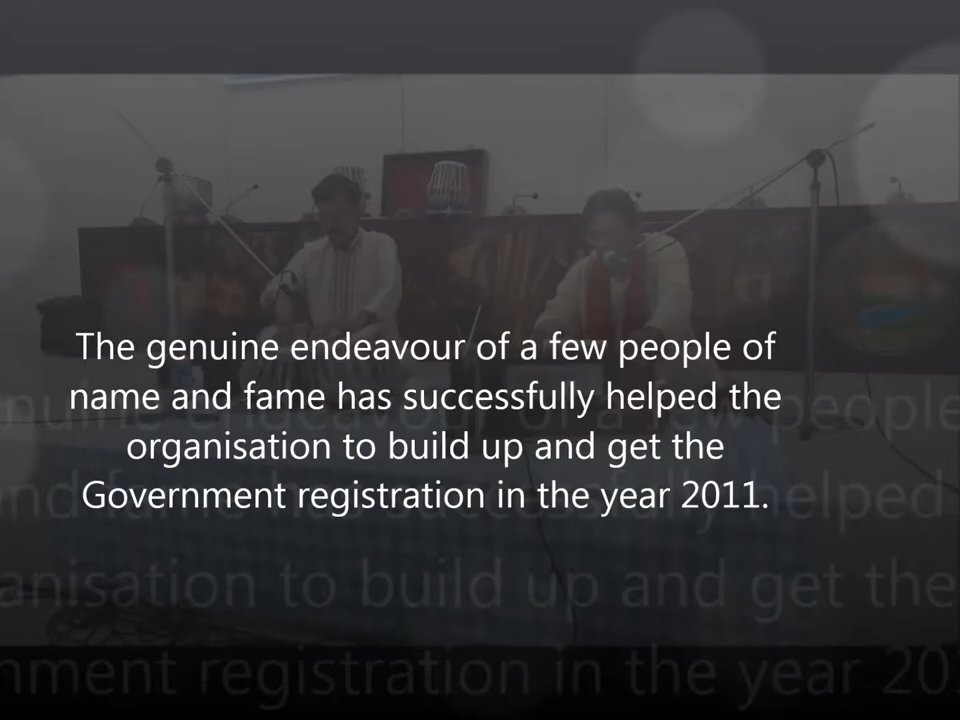 The genuine endeavour of a few people of
name and fame has successfully helped the
organisation to build up and get the
Government registration in the year 2011.